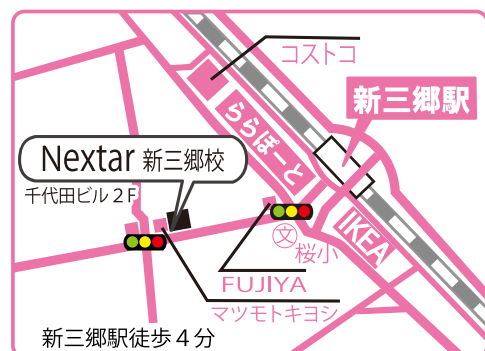 コストコ
新三郷駅
ららぽーと
Nextar 新三郷校
千代田ビル2F
IKEA
文
桜小
FUJIYA
マツモトキヨシ
新三郷駅徒歩4分